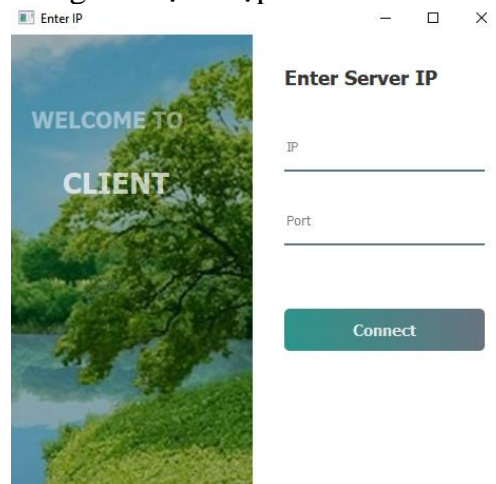 Enter IP
WELCOME TO
CLIENT
Enter Server IP
IP
Port
Connect